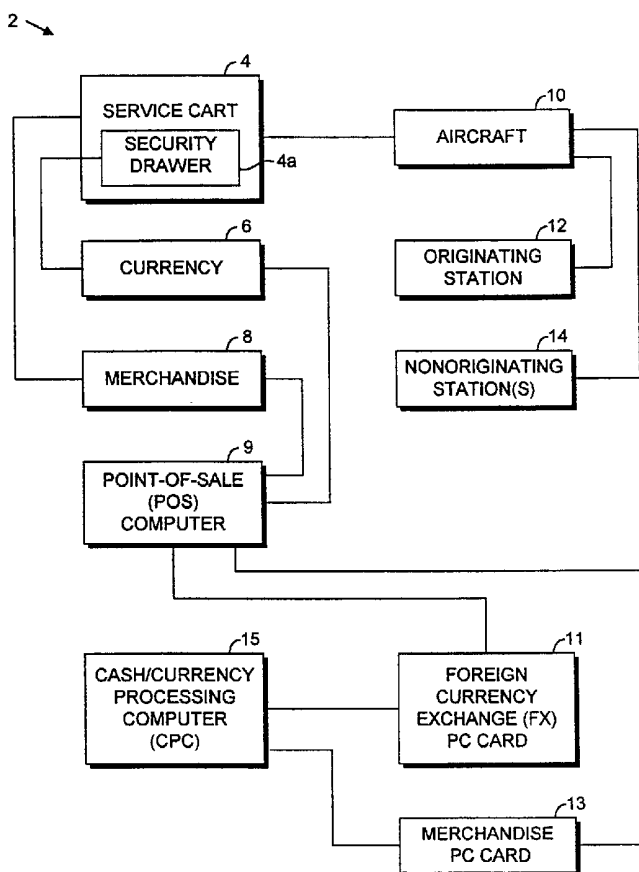 2
4
SERVICE CART
SECURITY
DRAWER
4a
10
AIRCRAFT
6
CURRENCY
12
ORIGINATING
STATION
8
MERCHANDISE
14
NONORIGINATING
STATION(S)
9
POINT-OF-SALE
(POS)
COMPUTER
15
CASH/CURRENCY
PROCESSING
COMPUTER
(CPC)
11
FOREIGN
CURRENCY
EXCHANGE (FX)
PC CARD
13
MERCHANDISE
PC CARD